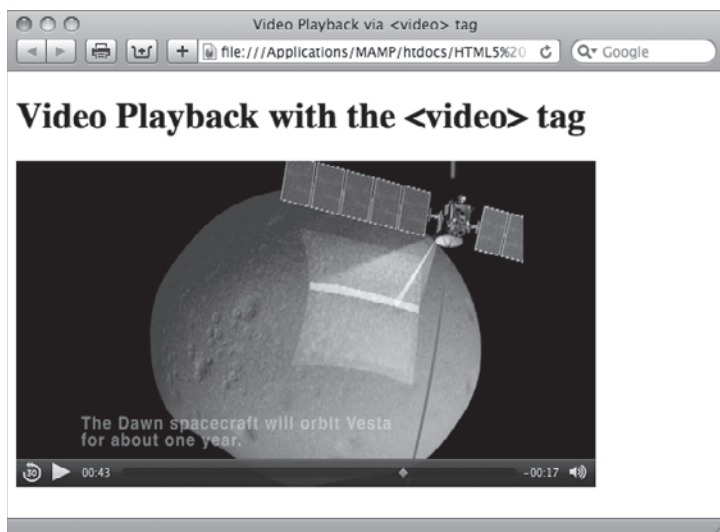 Video Playback via <video> tag
file:///Applications/MAMP/htdocs/HTML5%20
Google
Video Playback with the <video> tag
The Dawn spacecraft will orbit Vesta
for about one year.
30
00:43
-00:17